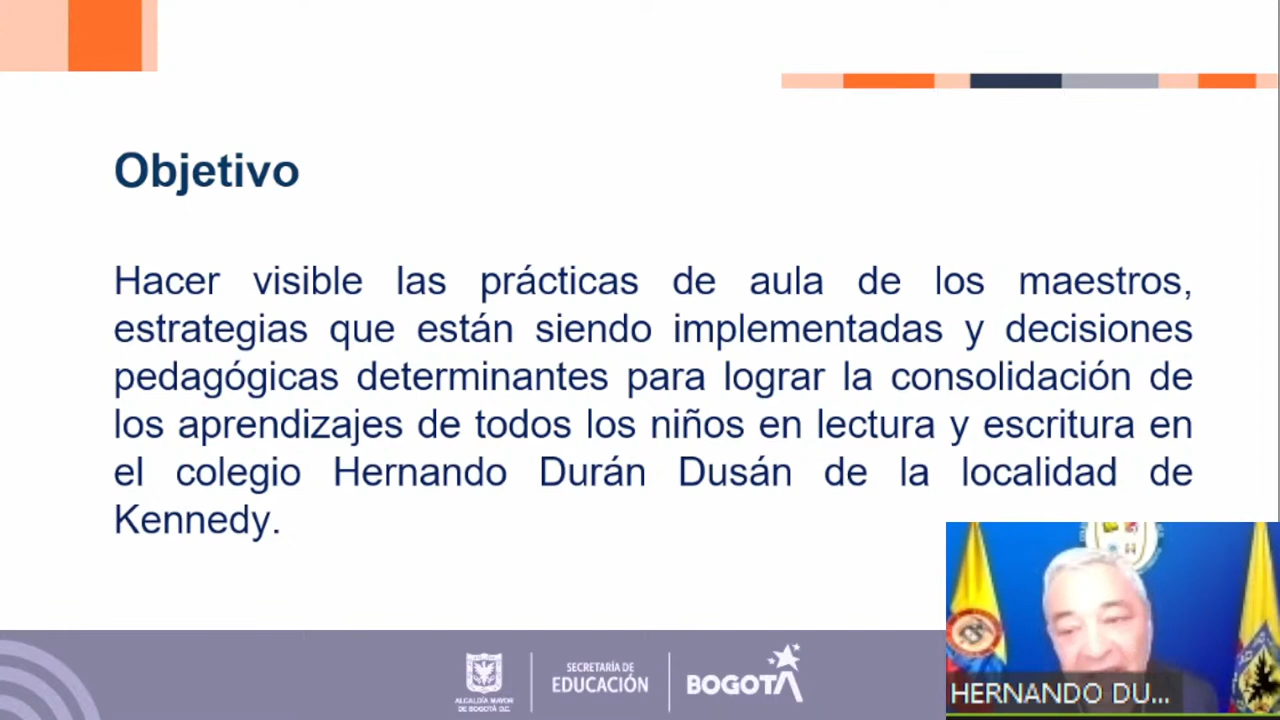 Objetivo
Hacer visible las prácticas de aula de los maestros,
estrategias que están siendo implementadas y decisiones
pedagógicas determinantes para lograr la consolidación de
los aprendizajes de todos los niños en lectura y escritura en
el colegio Hernando Durán Dusán de la localidad de
Kennedy.
ALCALDÍA MAYOR
DE BOGOTÁ D.C.
SECRETARÍA DE
EDUCACIÓN
BOGOTÁ
HERNANDO DU...